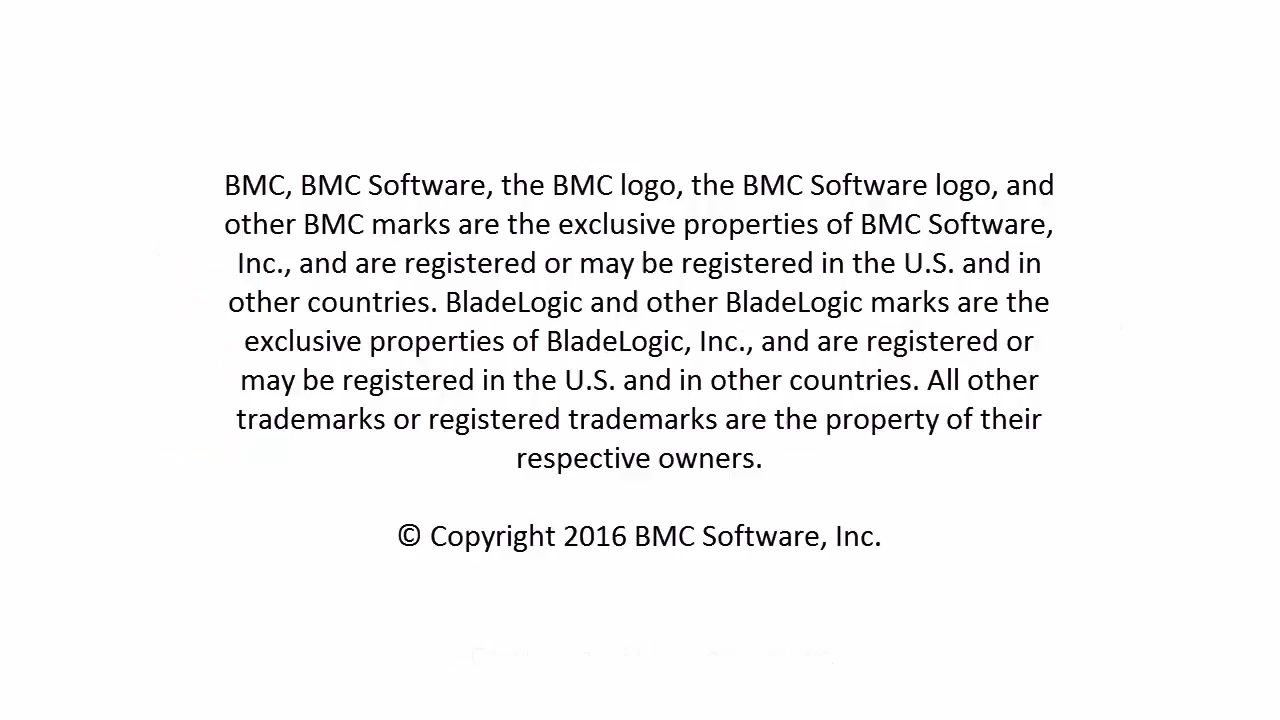 BMC, BMC Software, the BMC logo, the BMC Software logo, and
other BMC marks are the exclusive properties of BMC Software,
Inc., and are registered or may be registered in the U.S. and in
other countries. BladeLogic and other BladeLogic marks are the
exclusive properties of BladeLogic, Inc., and are registered or
may be registered in the U.S. and in other countries. All other
trademarks or registered trademarks are the property of their
respective owners.
© Copyright 2016 BMC Software, Inc.